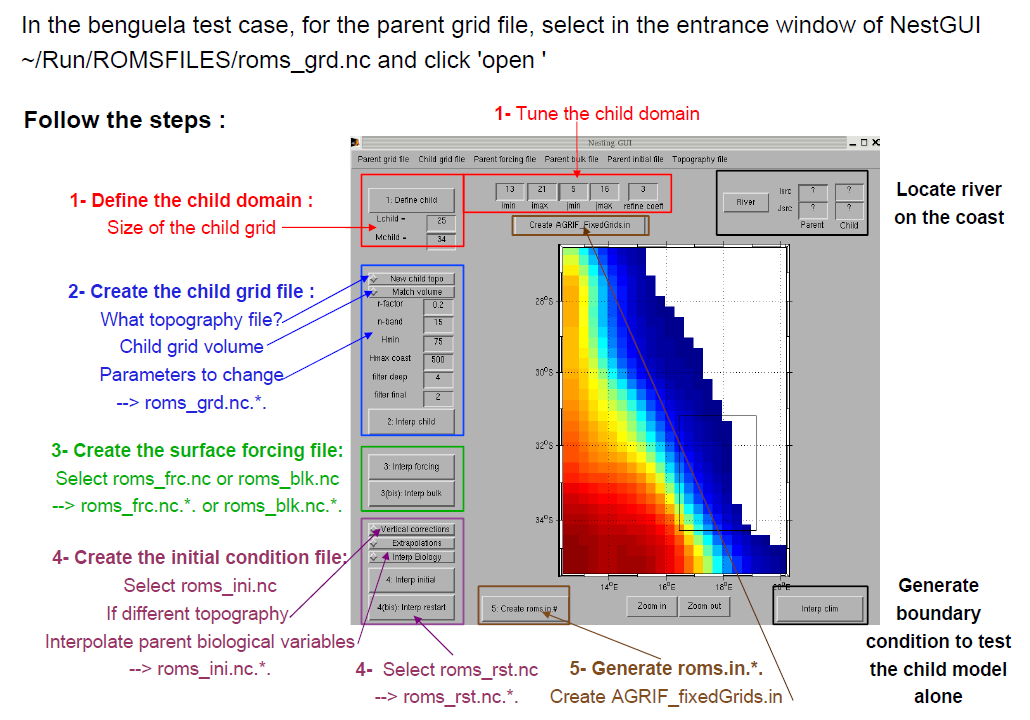 In the benguela test case, for the parent grid file, select in the entrance window of NestGUI
~/Run/ROMSFILES/roms_grd.nc and click 'open '
Follow the steps :
1- Tune the child domain
Nesting GUI
Parent grid file Child grid file Parent forcing file Parent bulk file Parent initial file Topography file
1- Define the child domain :
Size of the child grid
1: Define child
Lchild = 25
Mchild = 34
13 21 5 16 3
imin imax jmin jmax refine coeff
Create AGRIF_FixedGrids.in
River
Isrc ? ?
Jsrc ? ?
Parent Child
Locate river
on the coast
2- Create the child grid file :
What topography file?
Child grid volume
Parameters to change
--> roms_grd.nc.*.
New child topo
Match volume
r-factor 0.2
n-band 15
Hmin 75
Hmax coast 500
filter deep 4
filter final 2
2: Interp child
28°S
30°S
32°S
34°S
14°E 16°E 18°E 20°E
3- Create the surface forcing file:
Select roms_frc.nc or roms_blk.nc
--> roms_frc.nc.*. or roms_blk.nc.*.
3: Interp forcing
3(bis): Interp bulk
4- Create the initial condition file:
Select roms_ini.nc
If different topography
Interpolate parent biological variables
--> roms_ini.nc.*.
Vertical corrections
Extrapolations
Interp Biology
4: Interp initial
4(bis): Interp restart
5: Create roms.in.#
Zoom in Zoom out
Interp clim
4- Select roms_rst.nc
--> roms_rst.nc.*.
5- Generate roms.in.*.
Create AGRIF_fixedGrids.in
Generate
boundary
condition to test
the child model
alone